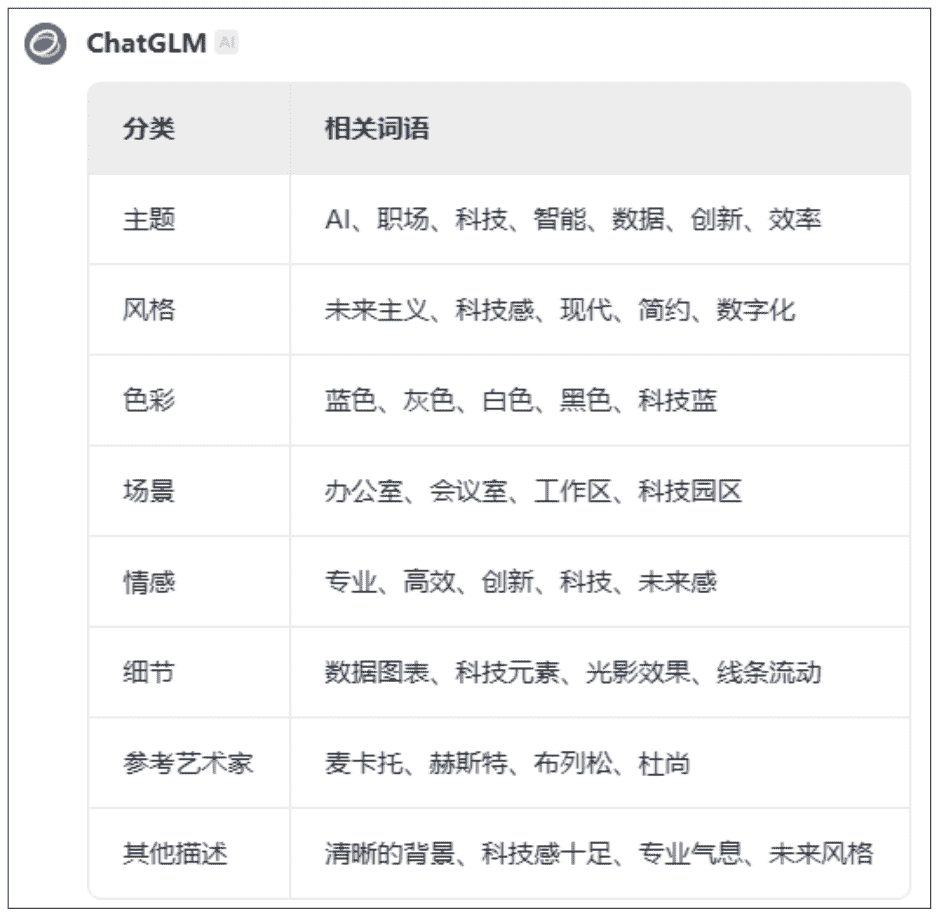 ChatGLM AI
分类 相关词语
主题 AI、职场、科技、智能、数据、创新、效率
风格 未来主义、科技感、现代、简约、数字化
色彩 蓝色、灰色、白色、黑色、科技蓝
场景 办公室、会议室、工作区、科技园区
情感 专业、高效、创新、科技、未来感
细节 数据图表、科技元素、光影效果、线条流动
参考艺术家 麦卡托、赫斯特、布列松、杜尚
其他描述 清晰的背景、科技感十足、专业气息、未来风格